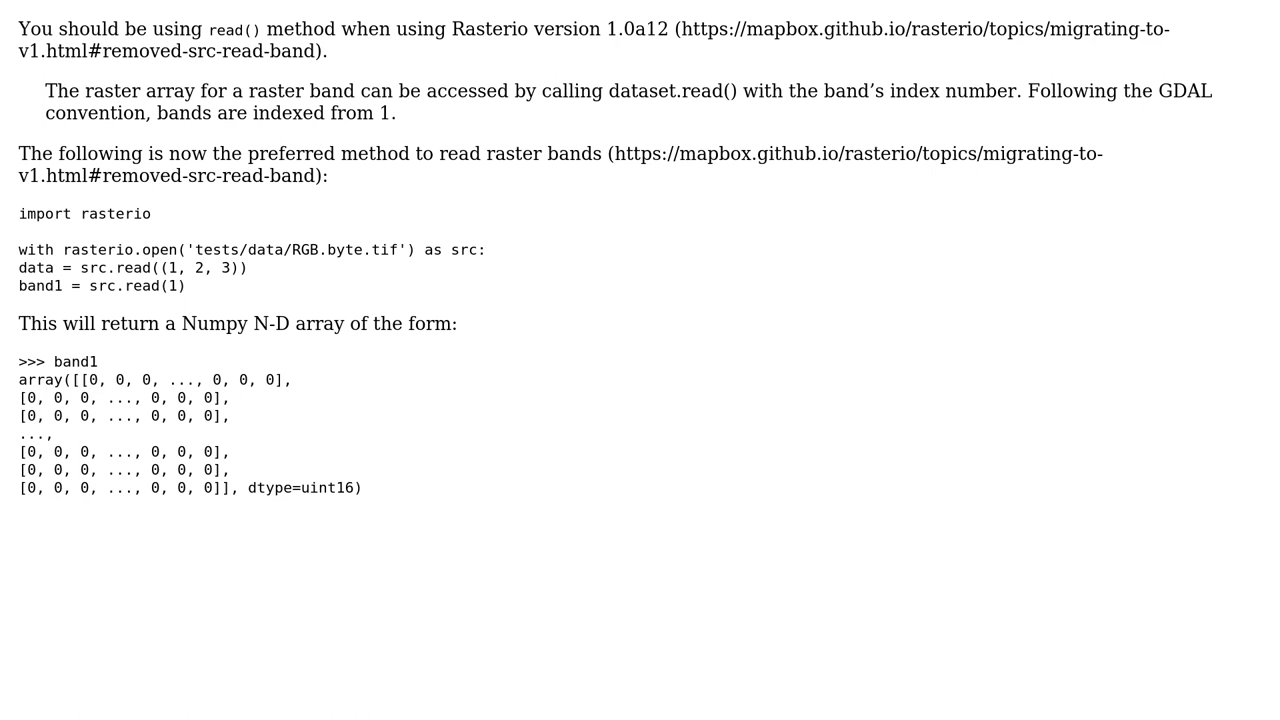 You should be using read() method when using Rasterio version 1.0a12 (https://mapbox.github.io/rasterio/topics/migrating-to-
v1.html#removed-src-read-band).
The raster array for a raster band can be accessed by calling dataset.read() with the band’s index number. Following the GDAL
convention, bands are indexed from 1.
The following is now the preferred method to read raster bands (https://mapbox.github.io/rasterio/topics/migrating-to-
v1.html#removed-src-read-band):
import rasterio
with rasterio.open('tests/data/RGB.byte.tif') as src:
data = src.read((1, 2, 3))
band1 = src.read(1)
This will return a Numpy N-D array of the form:
>>> band1
array([[0, 0, 0, ..., 0, 0, 0],
[0, 0, 0, ..., 0, 0, 0],
[0, 0, 0, ..., 0, 0, 0],
...,
[0, 0, 0, ..., 0, 0, 0],
[0, 0, 0, ..., 0, 0, 0],
[0, 0, 0, ..., 0, 0, 0]], dtype=uint16)